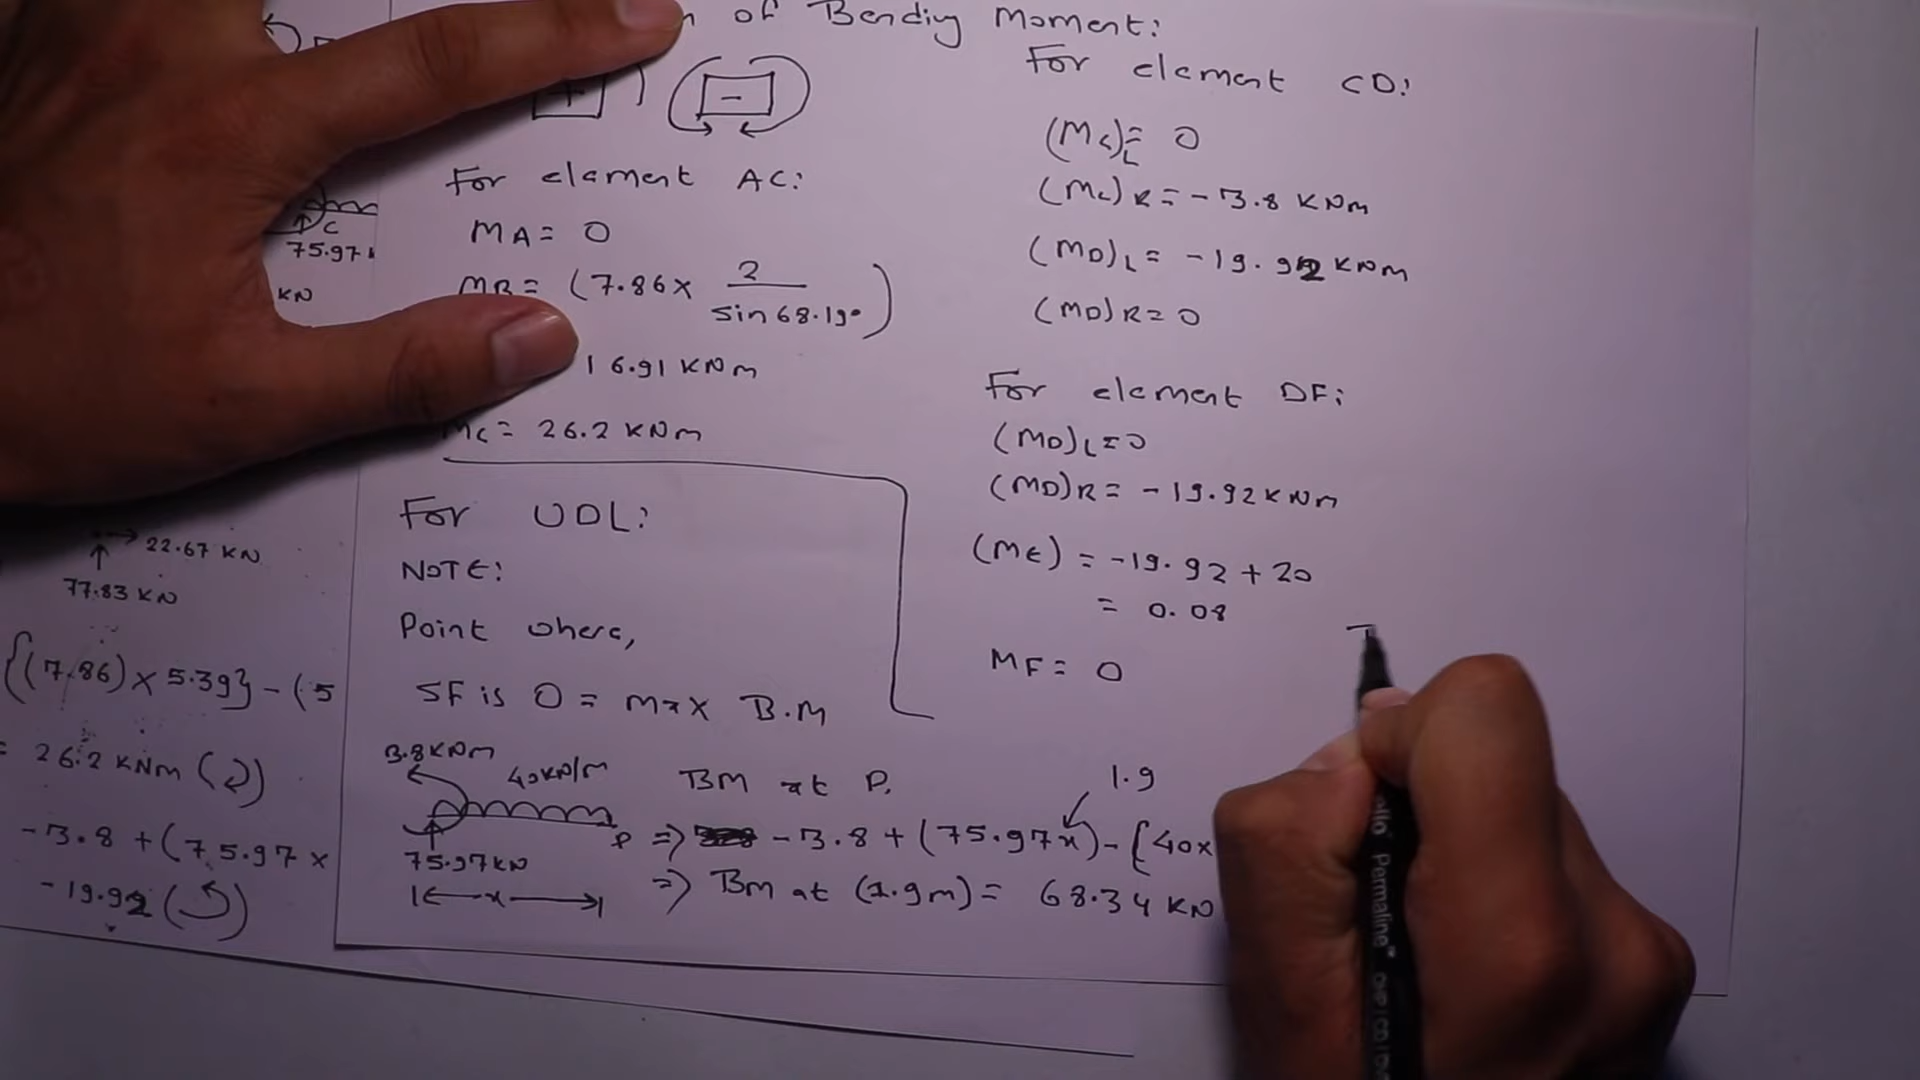 of Bending Moment:
+
-
For element AC:
MA = 0
MB = (7.86 x 2 / sin 68.19°)
16.91 KNm
Mc = 26.2 KNm
For UDL:
NOTE:
Point where,
SF is 0 = max B.M
3.8 KNm
40 KN/m
P
75.97 KN
x
BM at P,
1.9
=> -3.8 + (75.97x) - [40x
=> BM at (1.9m) = 68.34 KN
For element CD:
(Mc)L = 0
(Mc)R = -3.8 KNm
(MD)L = -19.92 KNm
(MD)R = 0
For element DF:
(MD)L = 0
(MD)R = -19.92 KNm
(ME) = -19.92 + 20
= 0.08
MF = 0
C
75.97
KN
22.67 KN
77.83 KN
{(7.86) x 5.39} - (5
= 26.2 KNm
-3.8 + (75.97 x
-19.92
allo Permaline